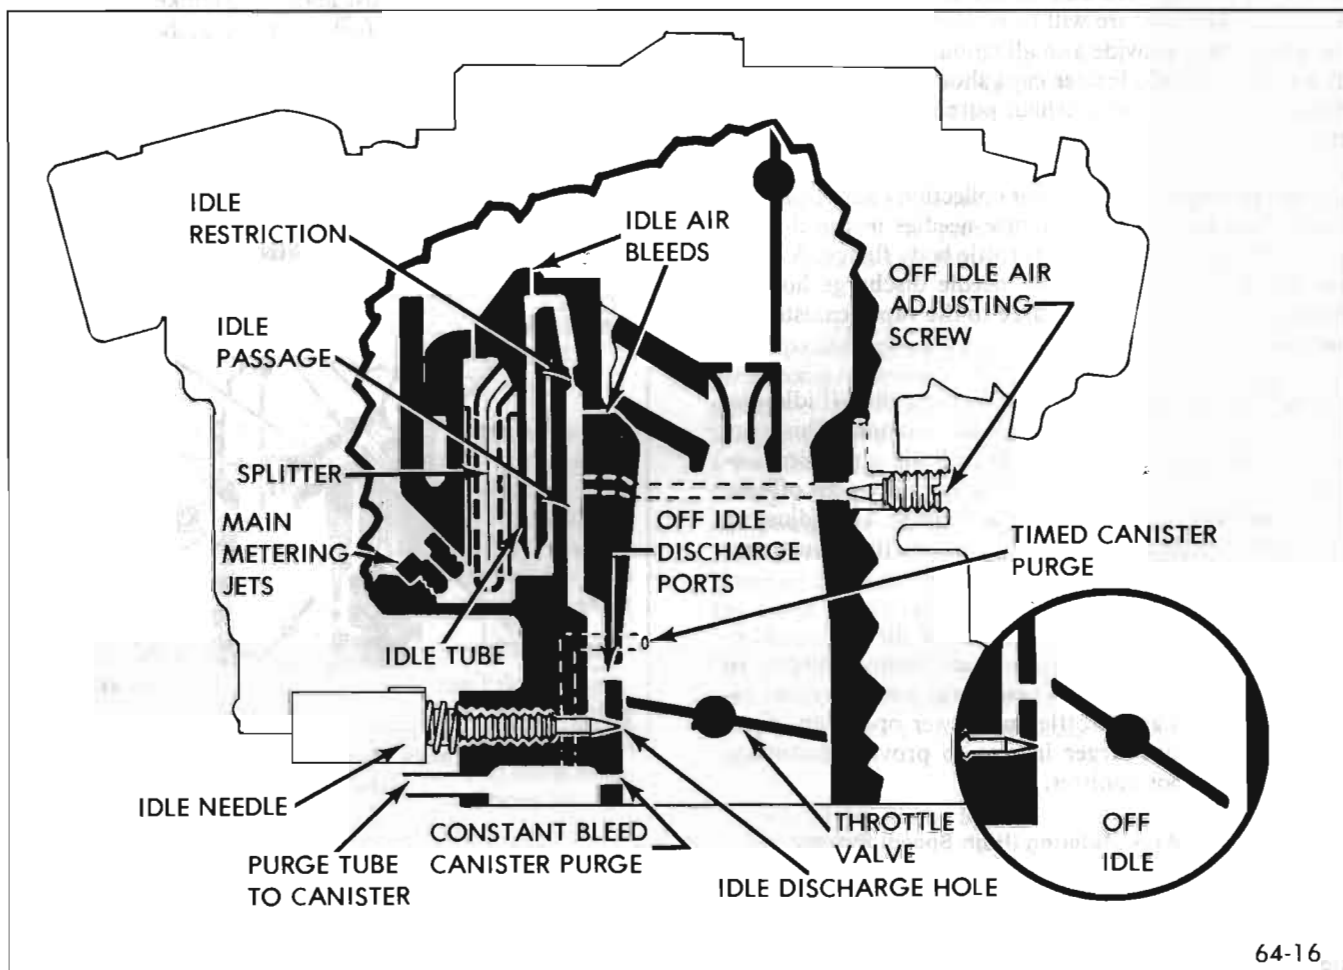 IDLE
RESTRICTION
IDLE AIR
BLEEDS
OFF IDLE AIR
ADJUSTING
SCREW
IDLE
PASSAGE
SPLITTER
MAIN
METERING
JETS
OFF IDLE
DISCHARGE
PORTS
TIMED CANISTER
PURGE
IDLE TUBE
IDLE NEEDLE
PURGE TUBE
TO CANISTER
CONSTANT BLEED
CANISTER PURGE
THROTTLE
VALVE
IDLE DISCHARGE HOLE
OFF
IDLE
64-16